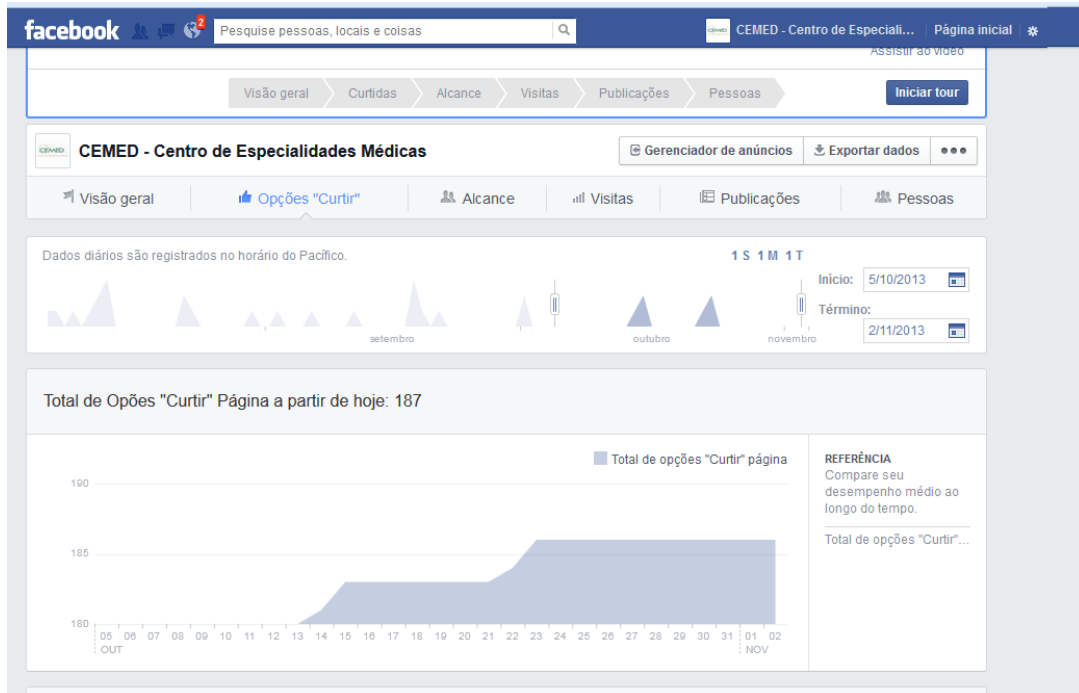 facebook
2
Pesquise pessoas, locais e coisas
CEMED - Centro de Especiali...
Página inicial
Assistir ao vídeo
Visão geral
Curtidas
Alcance
Visitas
Publicações
Pessoas
Iniciar tour
CEMED
CEMED - Centro de Especialidades Médicas
Gerenciador de anúncios
Exportar dados
Visão geral
Opções "Curtir"
Alcance
Visitas
Publicações
Pessoas
Dados diários são registrados no horário do Pacífico.
1 S 1 M 1 T
Início: 5/10/2013
Término:
2/11/2013
setembro
outubro
novembro
Total de Opões "Curtir" Página a partir de hoje: 187
Total de opções "Curtir" página
REFERÊNCIA
Compare seu
desempenho médio ao
longo do tempo.
Total de opções "Curtir"...
190
185
180
05 06 07 08 09 10 11 12 13 14 15 16 17 18 19 20 21 22 23 24 25 26 27 28 29 30 31 01 02
OUT NOV